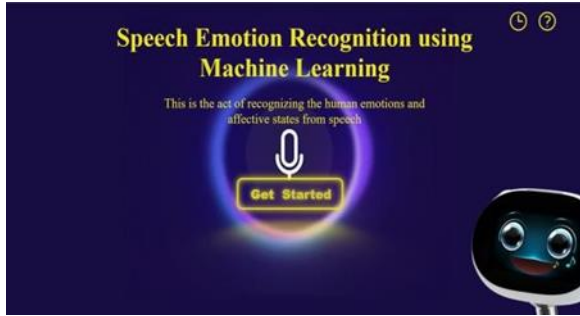 Speech Emotion Recognition using
Machine Learning
This is the act of recognizing the human emotions and
affective states from speech
Get Started